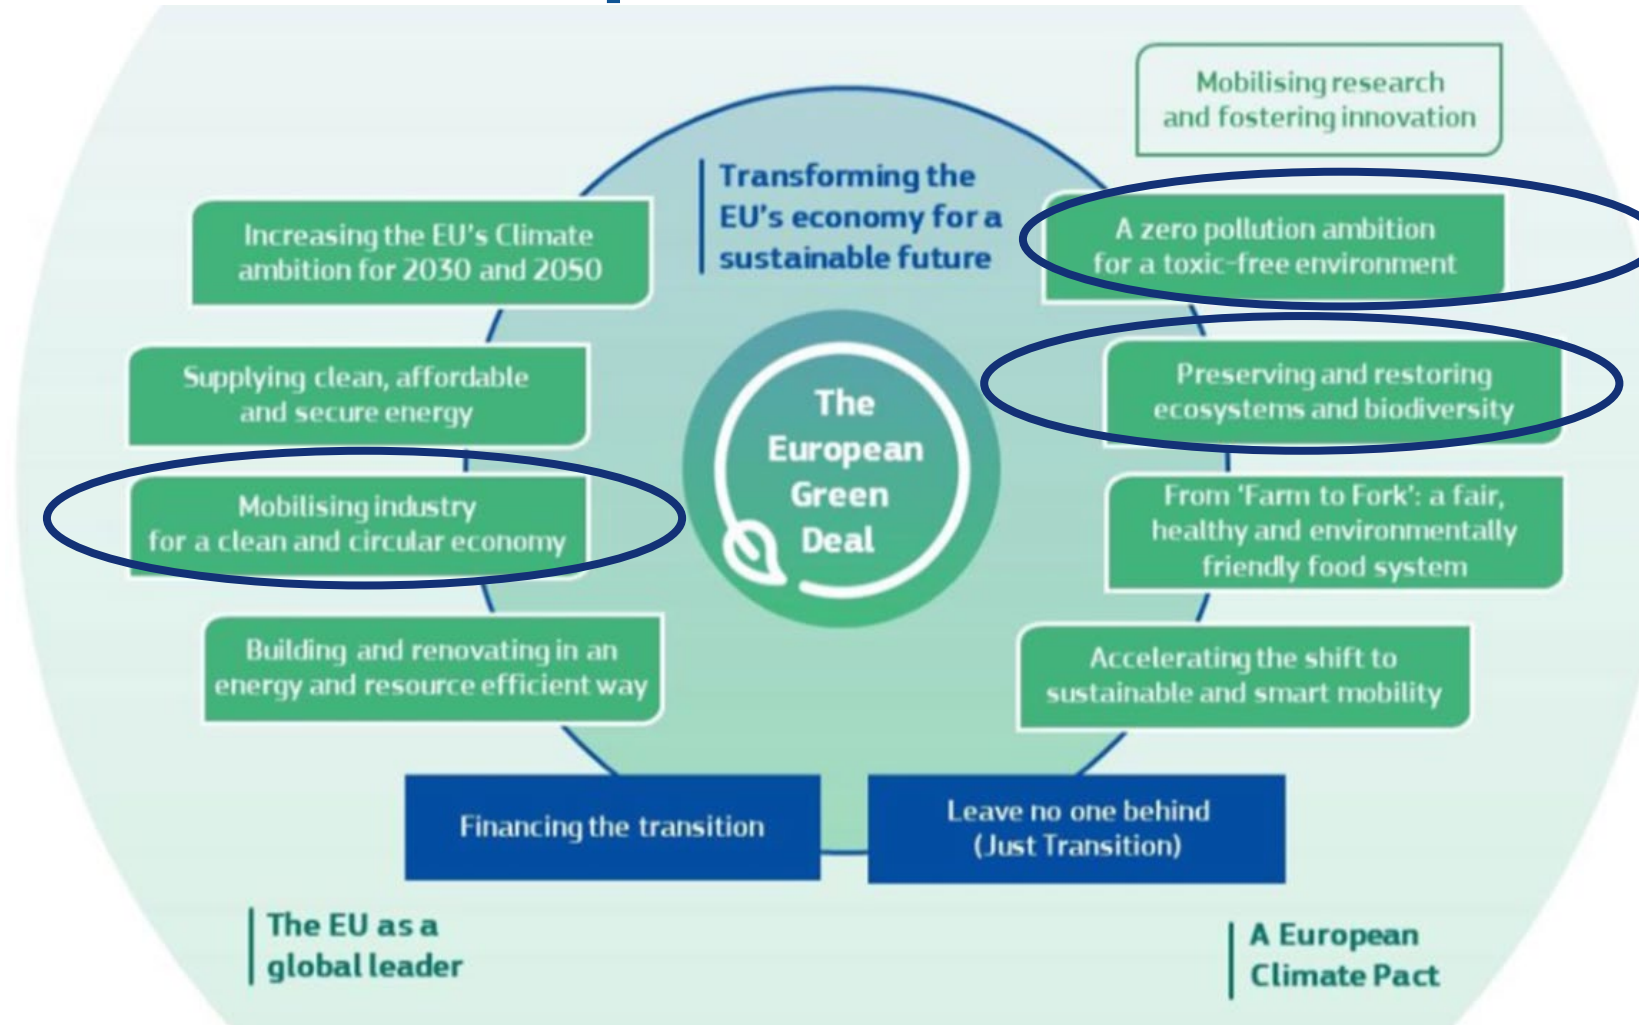 Mobilising research
and fostering innovation
Transforming the
EU's economy for a
sustainable future
Increasing the EU's Climate
ambition for 2030 and 2050
A zero pollution ambition
for a toxic-free environment
Supplying clean, affordable
and secure energy
Preserving and restoring
ecosystems and biodiversity
The
European
Green
Deal
Mobilising industry
for a clean and circular economy
From 'Farm to Fork': a fair,
healthy and environmentally
friendly food system
Building and renovating in an
energy and resource efficient way
Accelerating the shift to
sustainable and smart mobility
Financing the transition
Leave no one behind
(Just Transition)
The EU as a
global leader
A European
Climate Pact